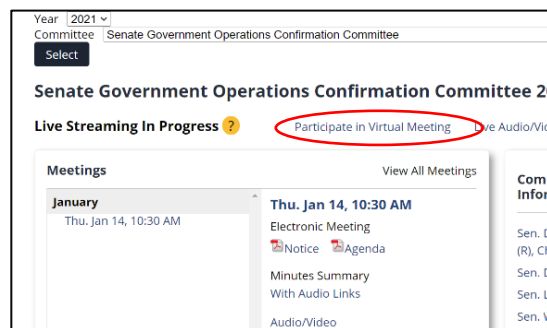 Year 2021
Committee Senate Government Operations Confirmation Committee
Select
Senate Government Operations Confirmation Committee
Live Streaming In Progress ? Participate in Virtual Meeting Live
Meetings View All Meetings
January
Thu. Jan 14, 10:30 AM
Thu. Jan 14, 10:30 AM
Electronic Meeting
Notice Agenda
Minutes Summary
With Audio Links
Audio/Video
Sen.
(R),
Sen.
Sen.
Sen.